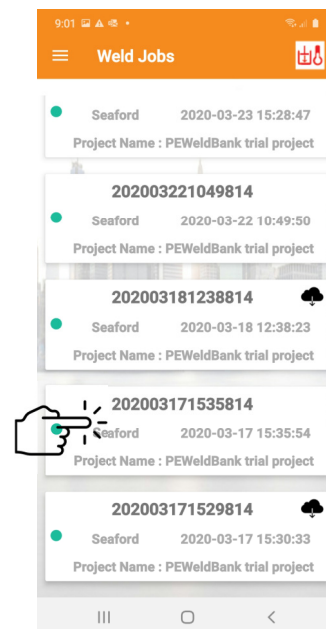 9:01
Weld Jobs
Seaford 2020-03-23 15:28:47
Project Name : PEWeldBank trial project
202003221049814
Seaford 2020-03-22 10:49:50
Project Name : PEWeldBank trial project
202003181238814
Seaford 2020-03-18 12:38:23
Project Name : PEWeldBank trial project
202003171535814
Seaford 2020-03-17 15:35:54
Project Name : PEWeldBank trial project
202003171529814
Seaford 2020-03-17 15:30:33
Project Name : PEWeldBank trial project